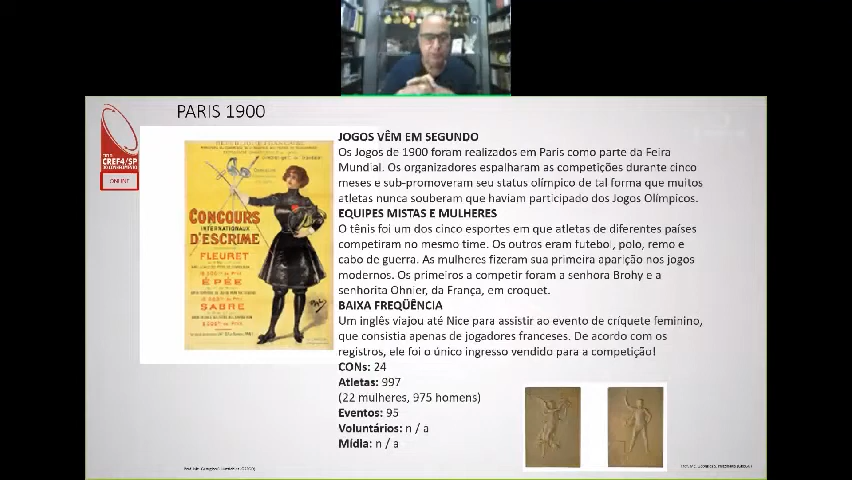 PARIS 1900
CREF4/SP
ONLINE
CONCOURS
INTERNATIONAUX
D'ESCRIME
FLEURET
ÉPÉE
SABRE
JOGOS VÊM EM SEGUNDO
Os Jogos de 1900 foram realizados em Paris como parte da Feira
Mundial. Os organizadores espalharam as competições durante cinco
meses e sub-promoveram seu status olímpico de tal forma que muitos
atletas nunca souberam que haviam participado dos Jogos Olímpicos.
EQUIPES MISTAS E MULHERES
O tênis foi um dos cinco esportes em que atletas de diferentes países
competiram no mesmo time. Os outros eram futebol, polo, remo e
cabo de guerra. As mulheres fizeram sua primeira aparição nos jogos
modernos. Os primeiros a competir foram a senhora Brohy e a
senhorita Ohnier, da França, em croquet.
BAIXA FREQÜÊNCIA
Um inglês viajou até Nice para assistir ao evento de críquete feminino,
que consistia apenas de jogadores franceses. De acordo com os
registros, ele foi o único ingresso vendido para a competição!
CONs: 24
Atletas: 997
(22 mulheres, 975 homens)
Eventos: 95
Voluntários: n / a
Mídia: n / a